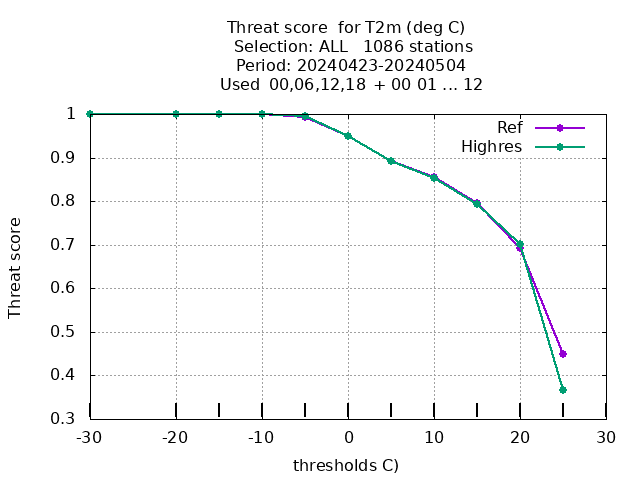 Threat score  for T2m (deg C)
Selection: ALL   1086 stations
Period: 20240423-20240504
Used  00,06,12,18  + 00 01 ... 12
Ref
Highres
Threat score
1
0.9
0.8
0.7
0.6
0.5
0.4
0.3
-30 -20 -10 0 10 20 30
thresholds C)